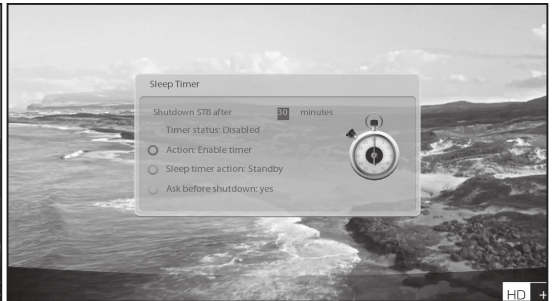 Sleep Timer
Shutdown STB after 30 minutes
Timer status: Disabled
Action: Enable timer
Sleep timer action: Standby
Ask before shutdown: yes
HD +